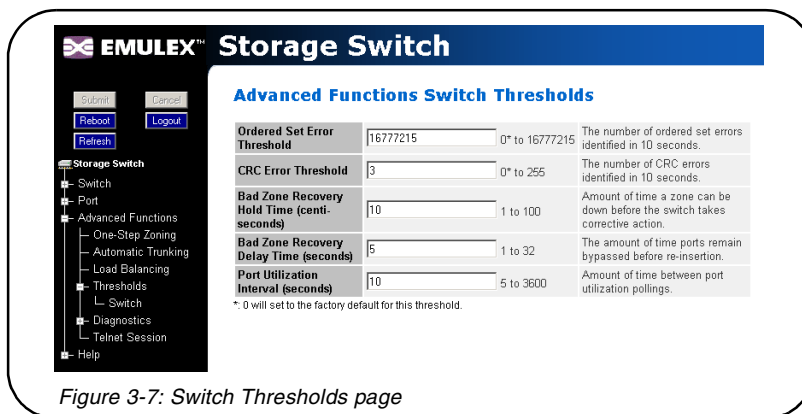 EMULEX™ Storage Switch
Submit Cancel
Reboot Logout
Refresh
Storage Switch
Switch
Port
Advanced Functions
One-Step Zoning
Automatic Trunking
Load Balancing
Thresholds
Switch
Diagnostics
Telnet Session
Help
Advanced Functions Switch Thresholds
Ordered Set Error
Threshold
16777215
0* to 16777215
The number of ordered set errors
identified in 10 seconds.
CRC Error Threshold
3
0* to 255
The number of CRC errors
identified in 10 seconds.
Bad Zone Recovery
Hold Time (centi-
seconds)
10
1 to 100
Amount of time a zone can be
down before the switch takes
corrective action.
Bad Zone Recovery
Delay Time (seconds)
5
1 to 32
The amount of time ports remain
bypassed before re-insertion.
Port Utilization
Interval (seconds)
10
5 to 3600
Amount of time between port
utilization pollings.
*: 0 will set to the factory default for this threshold.
Figure 3-7: Switch Thresholds page